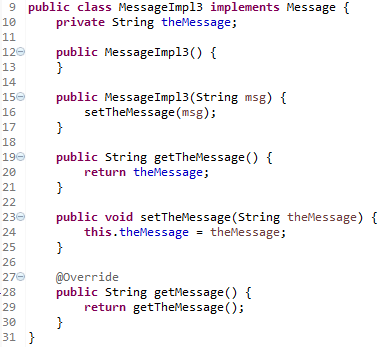 9 public class MessageImpl3 implements Message {
10     private String theMessage;
11
12     public MessageImpl3() {
13     }
14
15     public MessageImpl3(String msg) {
16         setTheMessage(msg);
17     }
18
19     public String getTheMessage() {
20         return theMessage;
21     }
22
23     public void setTheMessage(String theMessage) {
24         this.theMessage = theMessage;
25     }
26
27     @Override
28     public String getMessage() {
29         return getTheMessage();
30     }
31 }